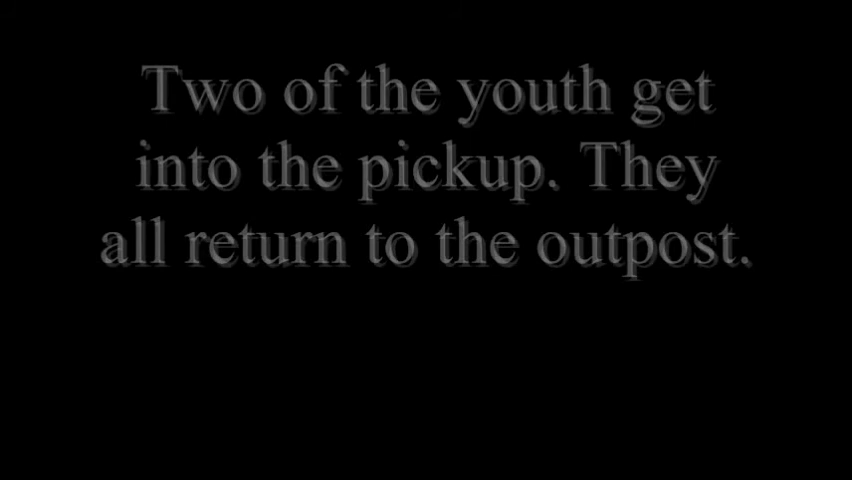 Two of the youth get
into the pickup. They
all return to the outpost.